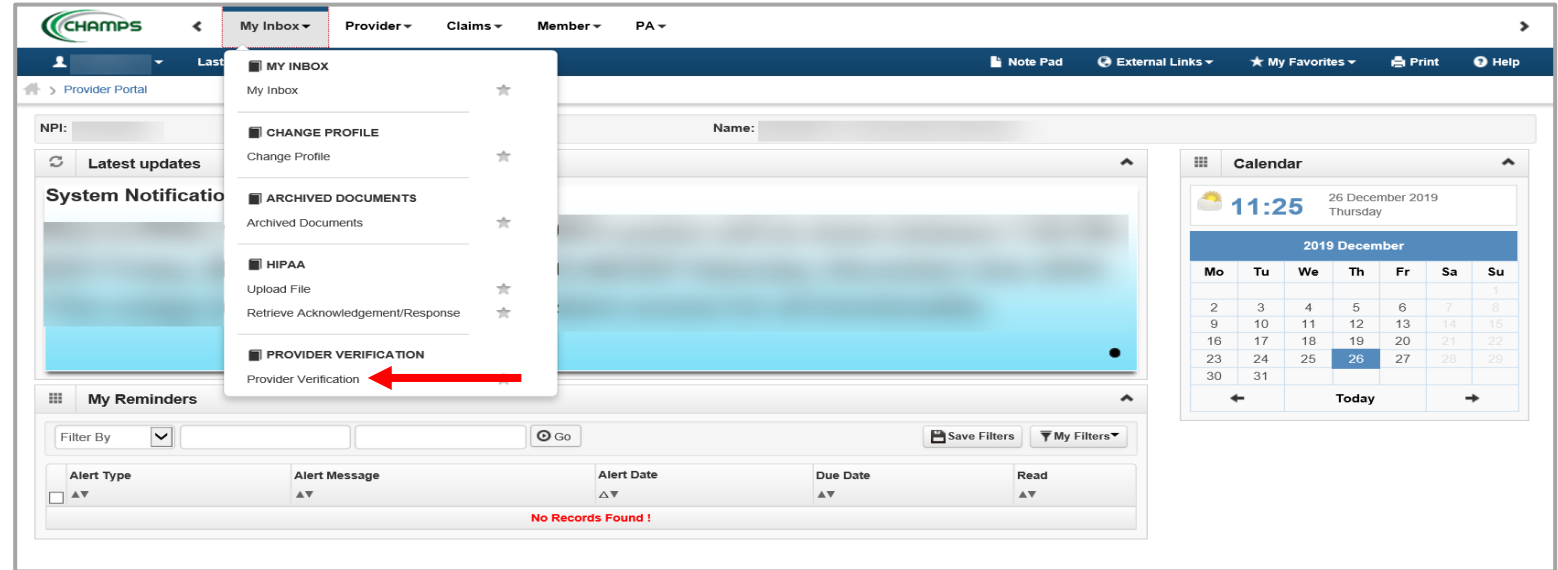 CHAMPS My Inbox Provider Claims Member PA
Last Note Pad External Links My Favorites Print Help
> Provider Portal
MY INBOX
My Inbox
CHANGE PROFILE
Change Profile
ARCHIVED DOCUMENTS
Archived Documents
HIPAA
Upload File
Retrieve Acknowledgement/Response
PROVIDER VERIFICATION
Provider Verification
NPI: Name:
Latest updates
System Notificatio
Calendar
11:25 26 December 2019
Thursday
2019 December
Mo Tu We Th Fr Sa Su
1
2 3 4 5 6 7 8
9 10 11 12 13 14 15
16 17 18 19 20 21 22
23 24 25 26 27 28 29
30 31
Today
My Reminders
Filter By Go Save Filters My Filters
Alert Type Alert Message Alert Date Due Date Read
No Records Found !